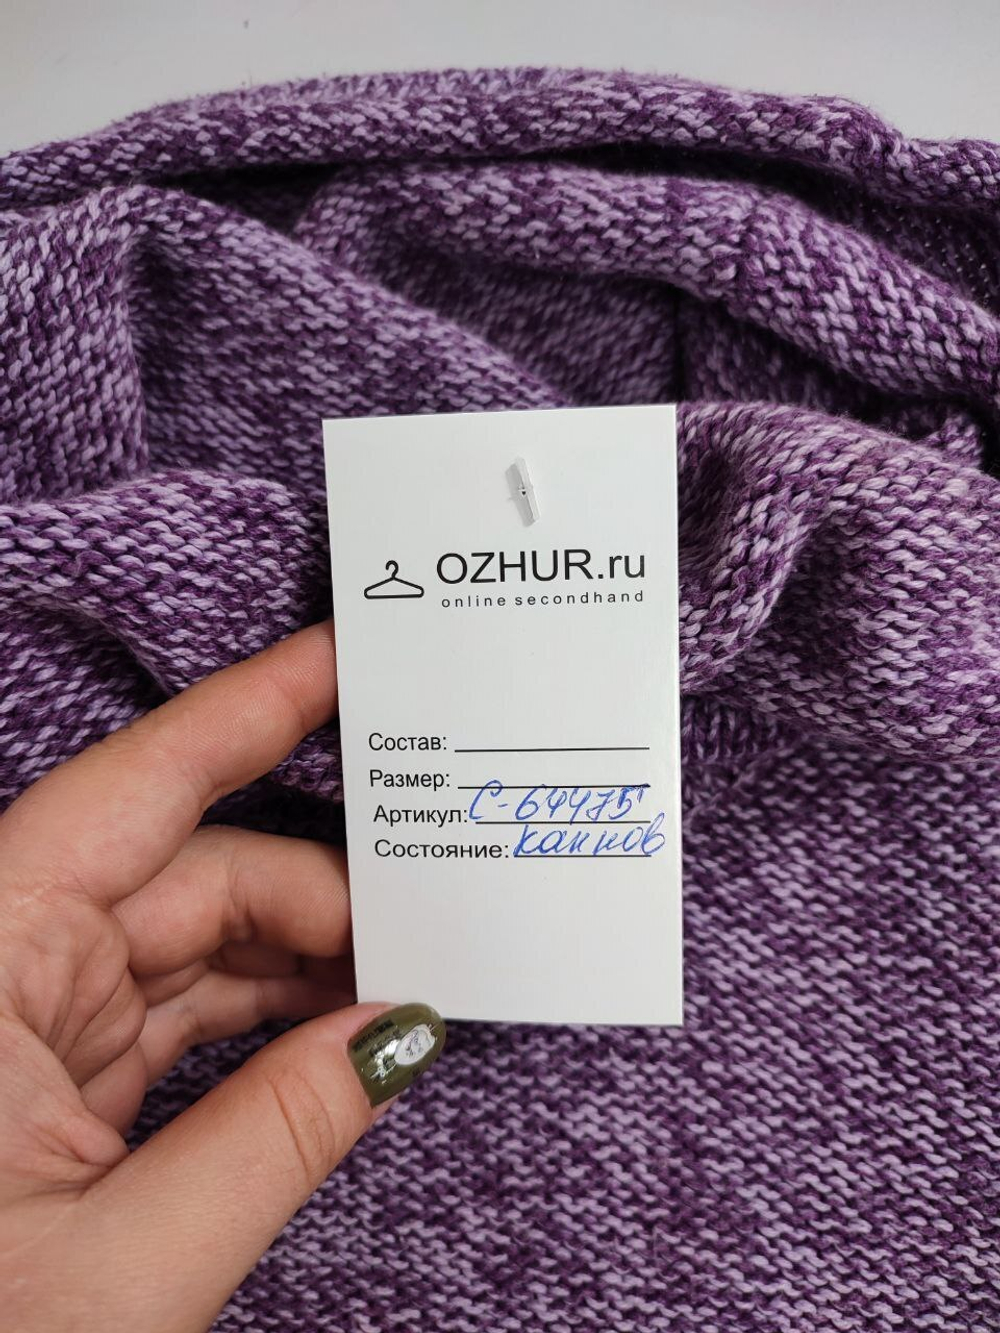 OZHUR.ru
online secondhand
Состав:
Размер:
Артикул: С-64475
Состояние: как нов